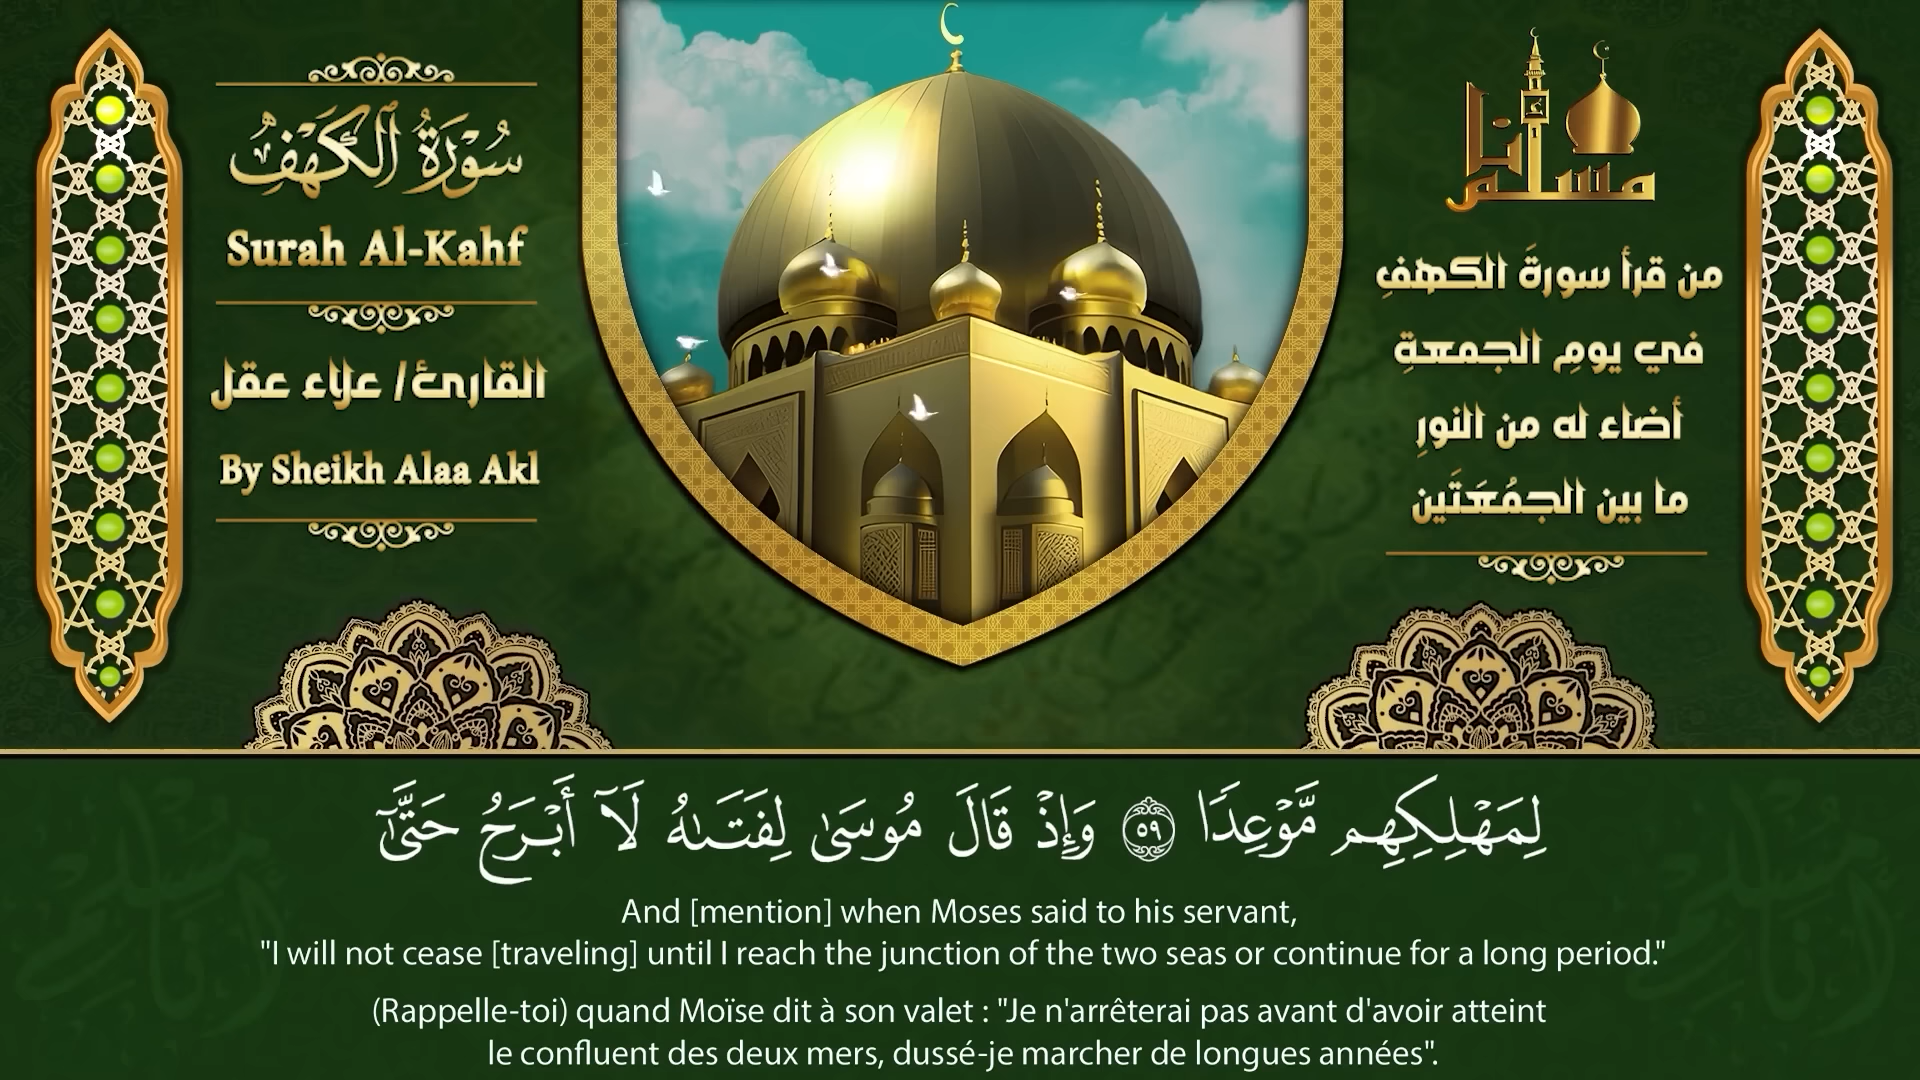 سُورَةُ الكَهْفِ
Surah Al-Kahf
القارئ/ علاء عقل
By Sheikh Alaa Akl
أنا مسلم
من قرأ سورةَ الكهفِ
في يومِ الجمعةِ
أضاء له من النورِ
ما بين الجمُعَتَين
لِمَهْلِكِهِم مَّوْعِدًا ٥٩ وَإِذْ قَالَ مُوسَىٰ لِفَتَىٰهُ لَآ أَبْرَحُ حَتَّىٰٓ
And [mention] when Moses said to his servant,
"I will not cease [traveling] until I reach the junction of the two seas or continue for a long period."
(Rappelle-toi) quand Moïse dit à son valet : "Je n'arrêterai pas avant d'avoir atteint
le confluent des deux mers, dussé-je marcher de longues années".